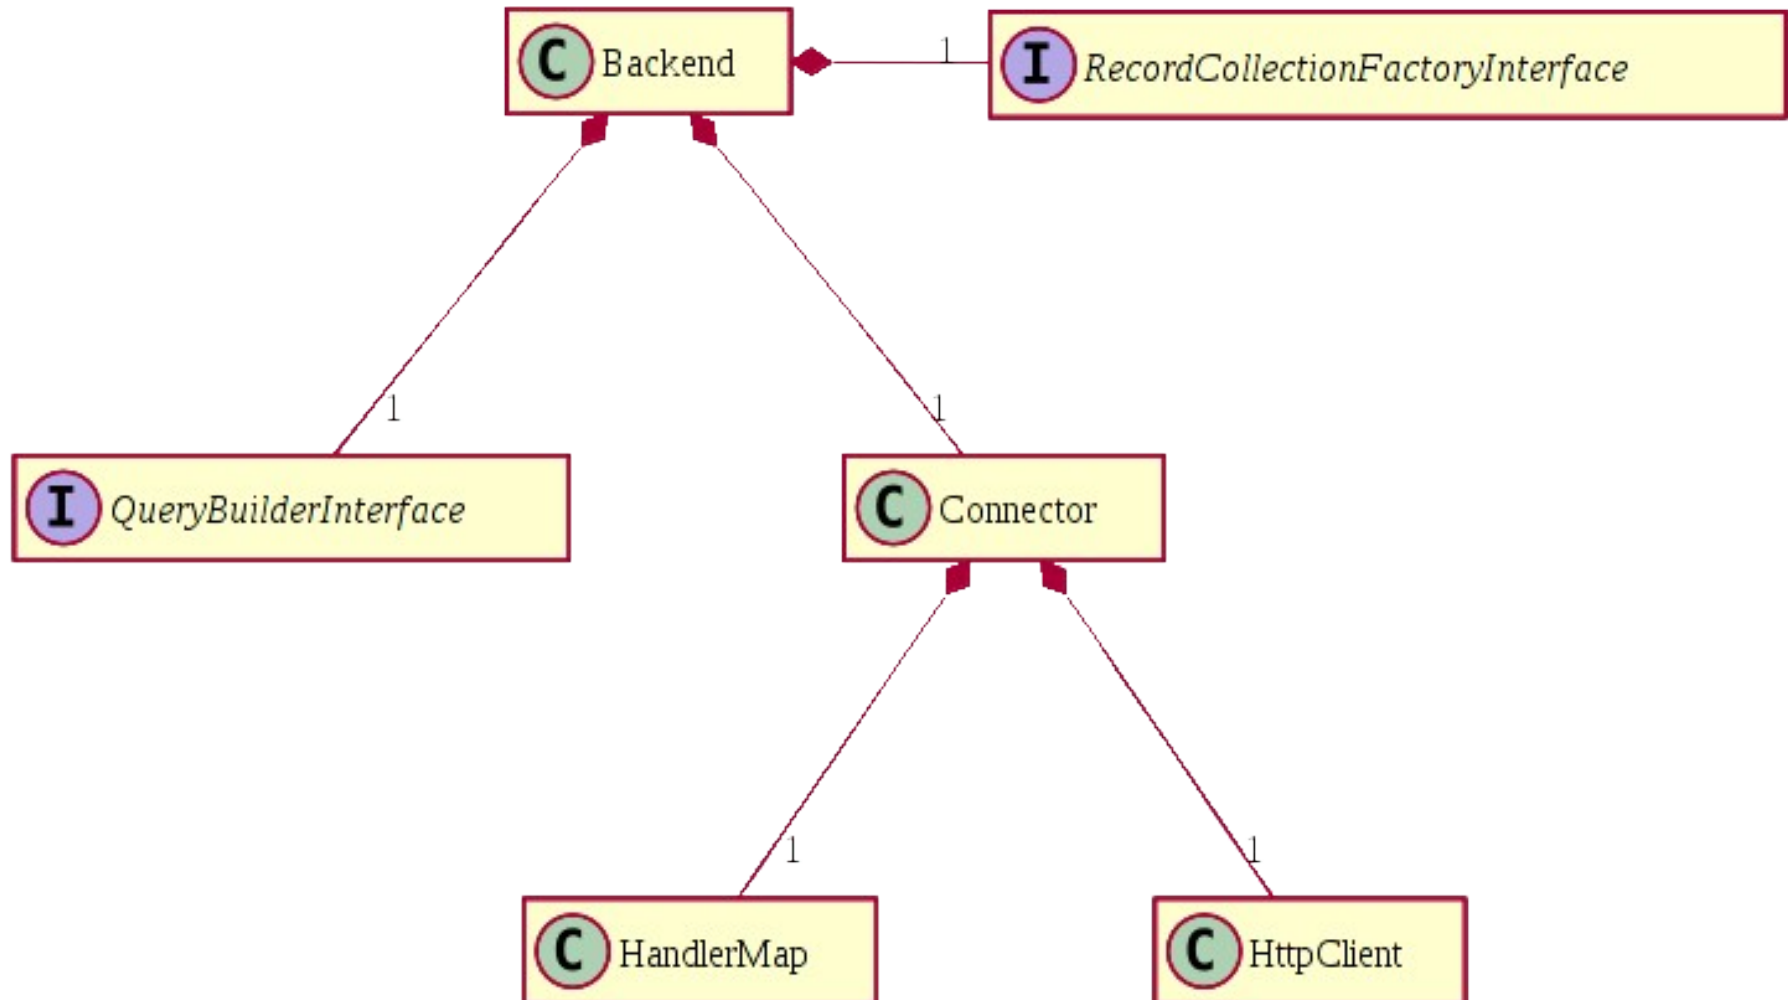 C Backend
1
I RecordCollectionFactoryInterface
1
1
I QueryBuilderInterface
C Connector
1
1
C HandlerMap
C HttpClient